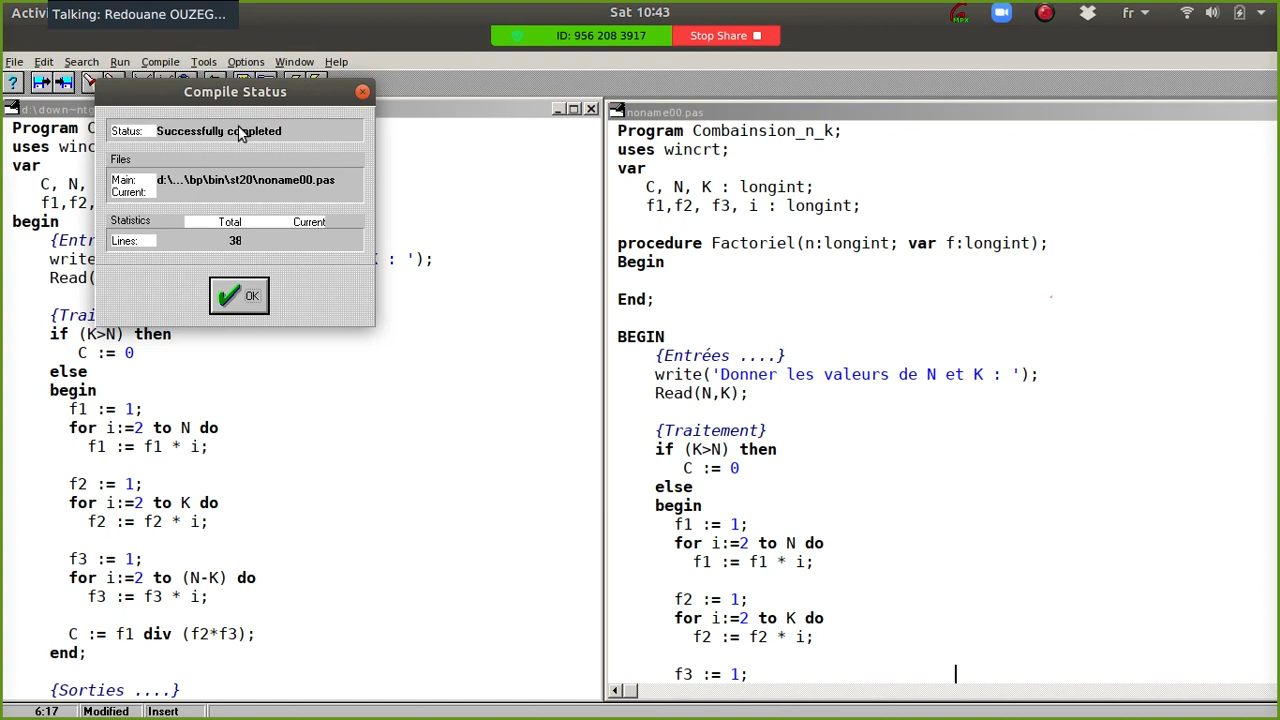 Activi
Talking: Redouane OUZEG...
Sat 10:43
fr
ID: 956 208 3917
Stop Share
File Edit Search Run Compile Tools Options Window Help
Compile Status
Status: Successfully completed
Files
Main: d:\...\bp\bin\st20\noname00.pas
Current:
Statistics Total Current
Lines: 38
OK
d:\down~nt
Program C
uses winc
var
C, N,
f1,f2,
begin
{Entr
write K : ');
Read(
{Trai
if (K>N) then
C := 0
else
begin
f1 := 1;
for i:=2 to N do
f1 := f1 * i;
f2 := 1;
for i:=2 to K do
f2 := f2 * i;
f3 := 1;
for i:=2 to (N-K) do
f3 := f3 * i;
C := f1 div (f2*f3);
end;
{Sorties ....}
6:17 Modified Insert
noname00.pas
Program Combainsion_n_k;
uses wincrt;
var
C, N, K : longint;
f1,f2, f3, i : longint;
procedure Factoriel(n:longint; var f:longint);
Begin
End;
BEGIN
{Entrées ....}
write('Donner les valeurs de N et K : ');
Read(N,K);
{Traitement}
if (K>N) then
C := 0
else
begin
f1 := 1;
for i:=2 to N do
f1 := f1 * i;
f2 := 1;
for i:=2 to K do
f2 := f2 * i;
f3 := 1;